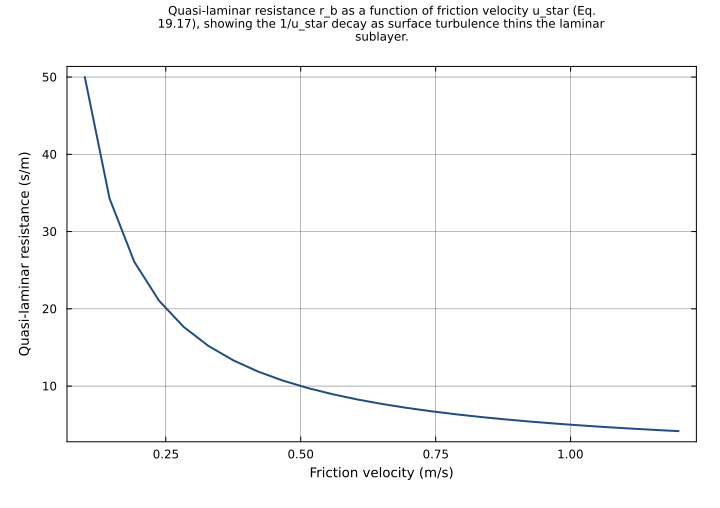 Quasi-laminar resistance r_b as a function of friction velocity u_star (Eq.
19.17), showing the 1/u_star decay as surface turbulence thins the laminar
sublayer.
Quasi-laminar resistance (s/m)
50
40
30
20
10
0.25 0.50 0.75 1.00
Friction velocity (m/s)